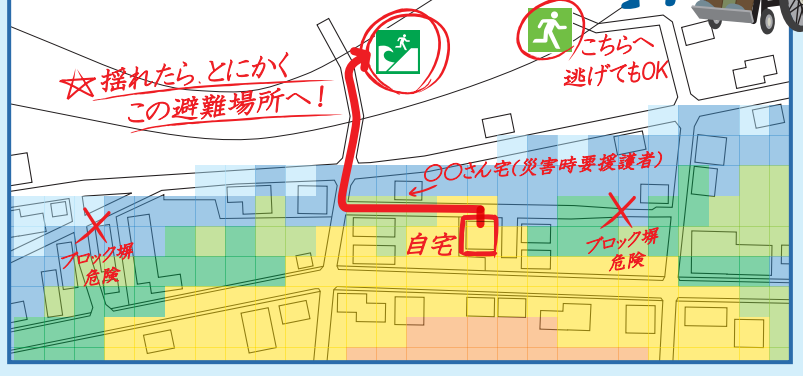 ☆揺れたら、とにかく
この避難場所へ！
こちらへ
逃げてもOK
〇〇さん宅（災害時要援護者）
自宅
ブロック塀
危険
ブロック塀
危険